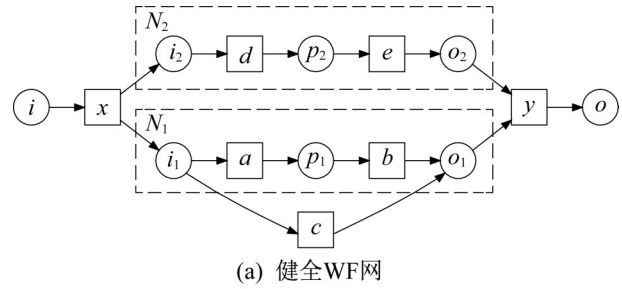 N₂
i₂ d p₂ e o₂
i x y o
N₁
i₁ a p₁ b o₁
c
(a) 健全WF网